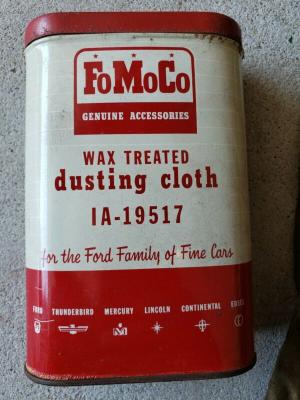 FoMoCo
GENUINE ACCESSORIES
WAX TREATED
dusting cloth
IA-19517
for the Ford Family of Fine Cars
FORD THUNDERBIRD MERCURY LINCOLN CONTINENTAL EDSEL